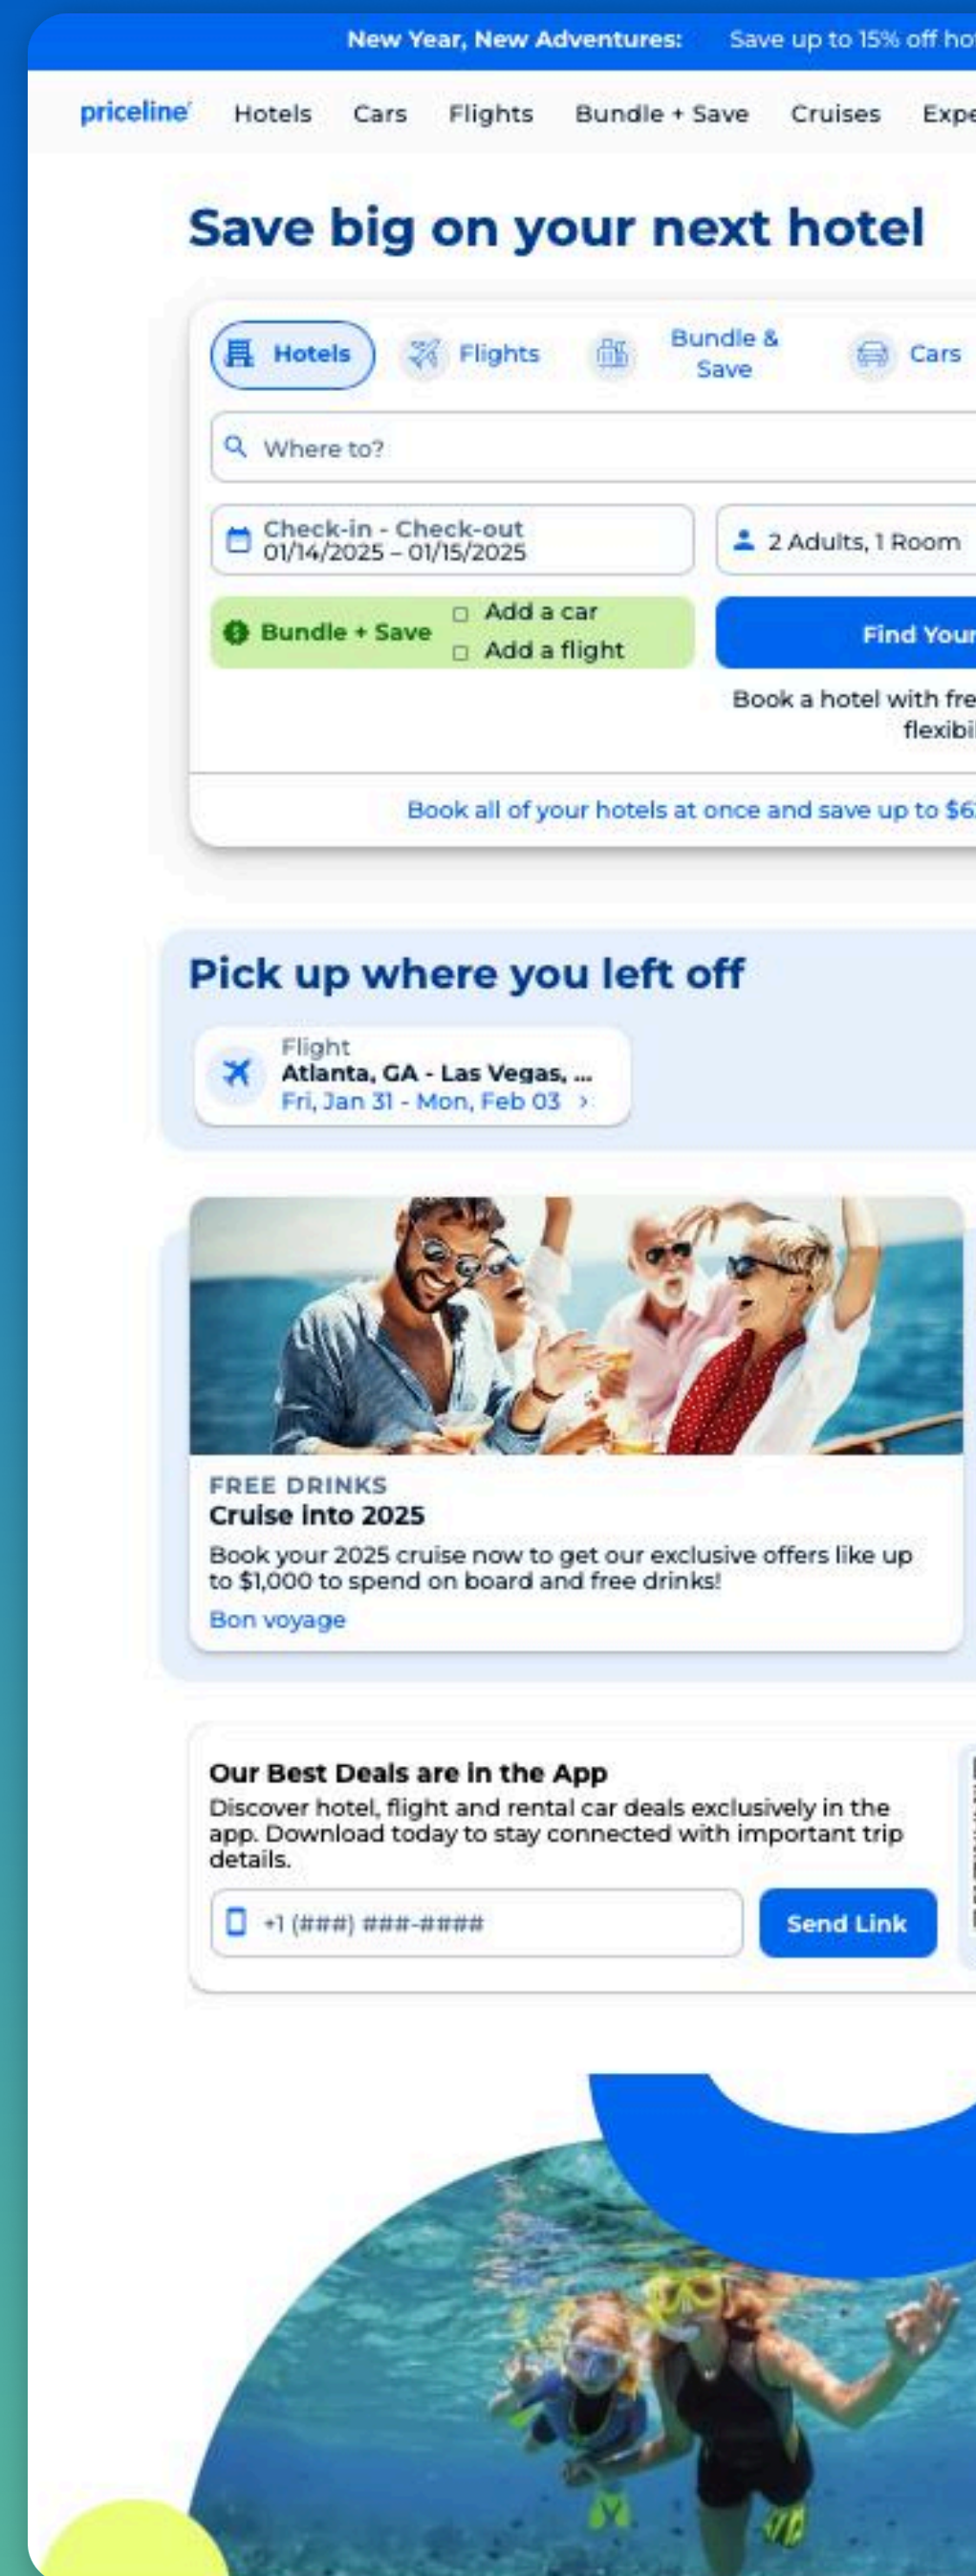 New Year, New Adventures: Save up to 15% off
priceline Hotels Cars Flights Bundle + Save Cruises
Save big on your next hotel
Hotels Flights Bundle & Save Cars
Where to?
Check-in - Check-out
01/14/2025 – 01/15/2025
2 Adults, 1 Room
Bundle + Save
Add a car
Add a flight
Find Your
Book a hotel with
Book all of your hotels at once and save up to
Pick up where you left off
Flight
Atlanta, GA - Las Vegas, ...
Fri, Jan 31 - Mon, Feb 03 >
FREE DRINKS
Cruise into 2025
Book your 2025 cruise now to get our exclusive offers like up
to $1,000 to spend on board and free drinks!
Bon voyage
Our Best Deals are in the App
Discover hotel, flight and rental car deals exclusively in the
app. Download today to stay connected with important trip
details.
+1 (###) ###-####
Send Link